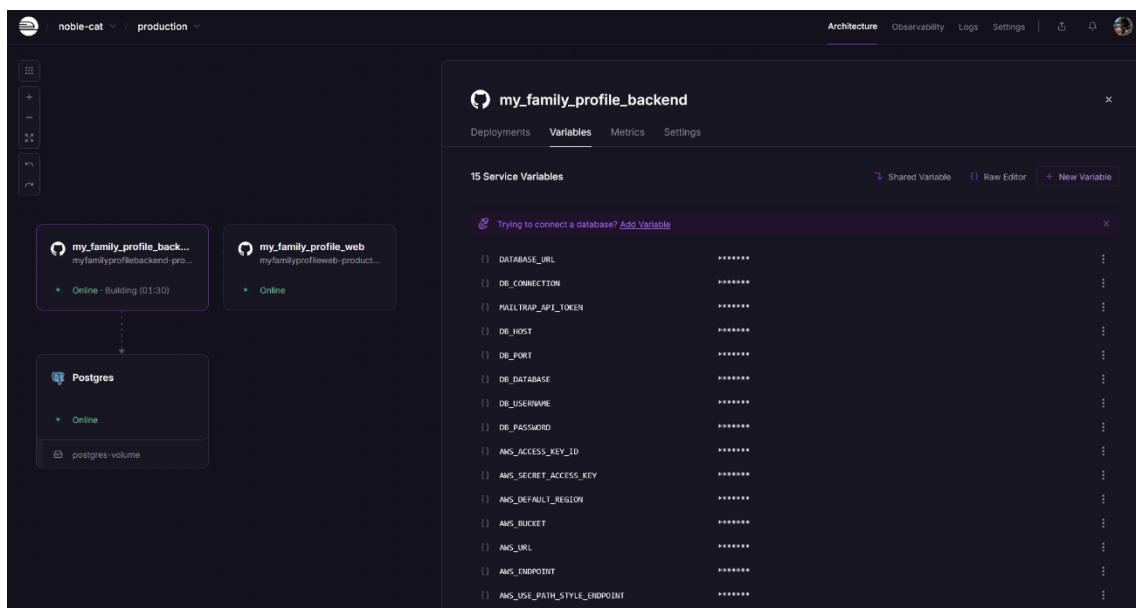 noble-cat / production
Architecture Observability Logs Settings
my_family_profile_backend
Deployments Variables Metrics Settings
15 Service Variables
Shared Variable {} Raw Editor + New Variable
Trying to connect a database? Add Variable
my_family_profile_back...
myfamilyprofilebackend-pro...
Online · Building (01:30)
my_family_profile_web
myfamilyprofileweb-product...
Online
Postgres
Online
postgres-volume
{} DATABASE_URL *******
{} DB_CONNECTION *******
{} MAILTRAP_API_TOKEN *******
{} DB_HOST *******
{} DB_PORT *******
{} DB_DATABASE *******
{} DB_USERNAME *******
{} DB_PASSWORD *******
{} AWS_ACCESS_KEY_ID *******
{} AWS_SECRET_ACCESS_KEY *******
{} AWS_DEFAULT_REGION *******
{} AWS_BUCKET *******
{} AWS_URL *******
{} AWS_ENDPOINT *******
{} AWS_USE_PATH_STYLE_ENDPOINT *******